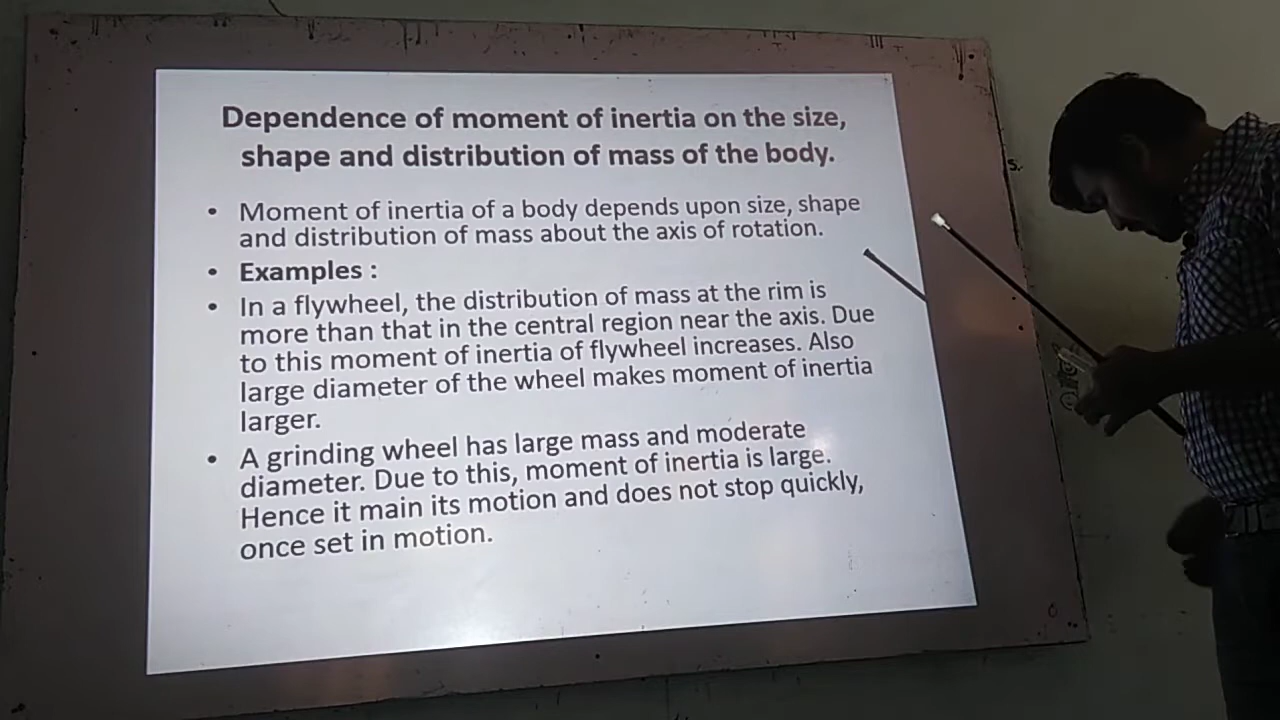 Dependence of moment of inertia on the size,
shape and distribution of mass of the body.
• Moment of inertia of a body depends upon size, shape
and distribution of mass about the axis of rotation.
• Examples :
• In a flywheel, the distribution of mass at the rim is
more than that in the central region near the axis. Due
to this moment of inertia of flywheel increases. Also
large diameter of the wheel makes moment of inertia
larger.
• A grinding wheel has large mass and moderate
diameter. Due to this, moment of inertia is large.
Hence it main its motion and does not stop quickly,
once set in motion.